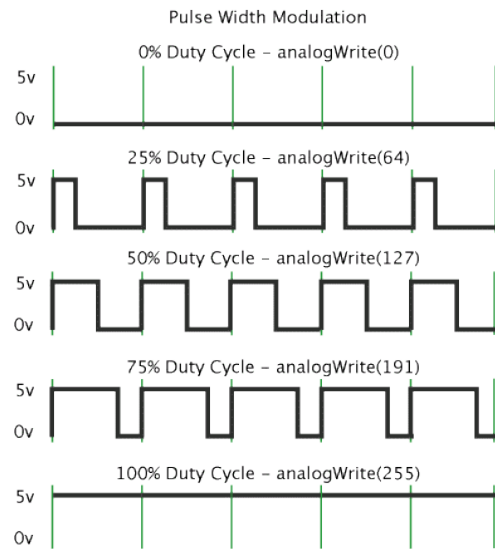 Pulse Width Modulation
0% Duty Cycle – analogWrite(0)
5v
0v
25% Duty Cycle – analogWrite(64)
5v
0v
50% Duty Cycle – analogWrite(127)
5v
0v
75% Duty Cycle – analogWrite(191)
5v
0v
100% Duty Cycle – analogWrite(255)
5v
0v